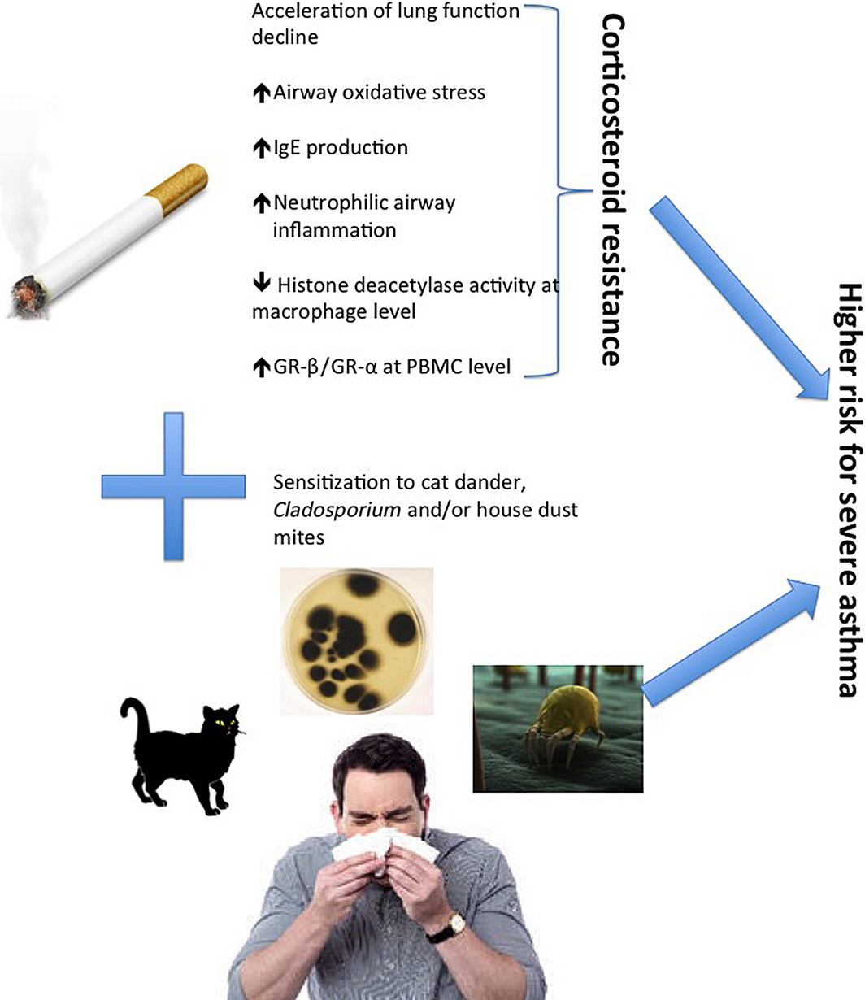 Acceleration of lung function
decline
↑Airway oxidative stress
↑IgE production
↑Neutrophilic airway
inflammation
↓ Histone deacetylase activity at
macrophage level
↑GR-β/GR-α at PBMC level
Corticosteroid resistance
Sensitization to cat dander,
Cladosporium and/or house dust
mites
Higher risk for severe asthma